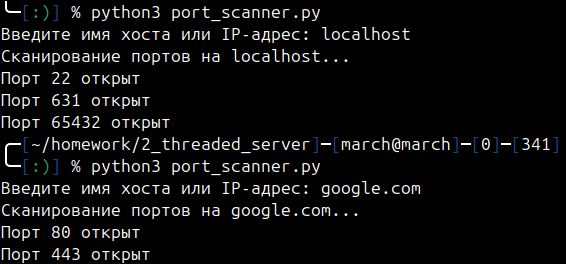 [:)] % python3 port_scanner.py
Введите имя хоста или IP-адрес: localhost
Сканирование портов на localhost...
Порт 22 открыт
Порт 631 открыт
Порт 65432 открыт
[~/homework/2_threaded_server]—[march@march]—[0]—[341]
[:)] % python3 port_scanner.py
Введите имя хоста или IP-адрес: google.com
Сканирование портов на google.com...
Порт 80 открыт
Порт 443 открыт